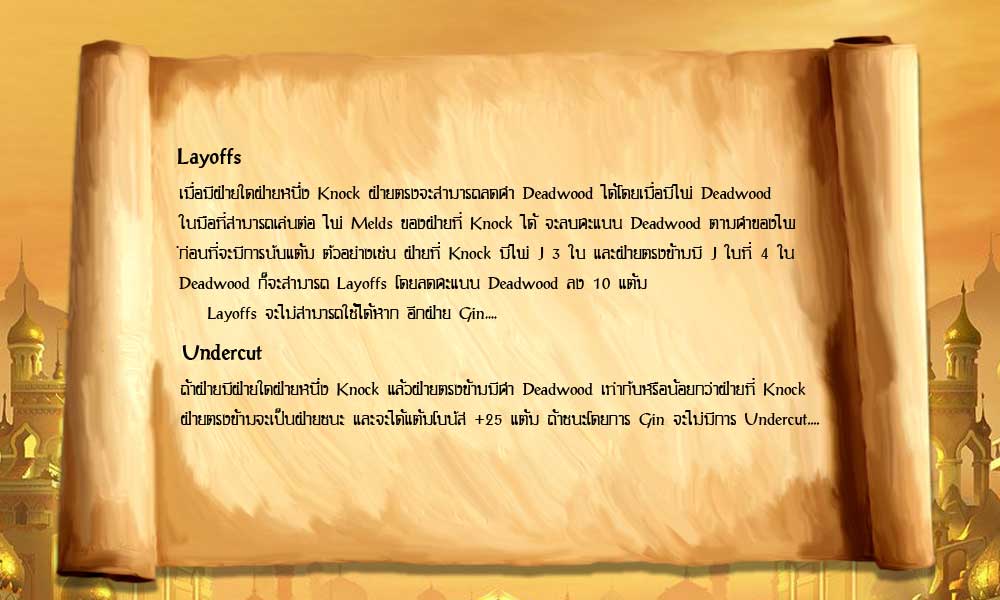 Layoffs
เมื่อมีฝ่ายใดฝ่ายหนึ่ง Knock ฝ่ายตรงจะสามารถลดค่า Deadwood ได้โดยเมื่อมีไพ่ Deadwood
ในมือที่สามารถเล่นต่อ ไพ่ Melds ของฝ่ายที่ Knock ได้ จะลบคะแนน Deadwood ตามค่าของไพ่
ก่อนที่จะมีการนับแต้ม ตัวอย่างเช่น ฝ่ายที่ Knock มีไพ่ J 3 ใบ และฝ่ายตรงข้ามมี J ใบที่ 4 ใน
Deadwood ก็จะสามารถ Layoffs โดยลดคะแนน Deadwood ลง 10 แต้ม
Layoffs จะไม่สามารถใช้ได้หาก อีกฝ่าย Gin....
Undercut
ถ้าฝ่ายมีฝ่ายใดฝ่ายหนึ่ง Knock แล้วฝ่ายตรงข้ามมีค่า Deadwood เท่ากันหรือน้อยกว่าฝ่ายที่ Knock
ฝ่ายตรงข้ามจะเป็นฝ่ายชนะ และจะได้แต้มโบนัส +25 แต้ม ถ้าชนะโดยการ Gin จะไม่มีการ Undercut....